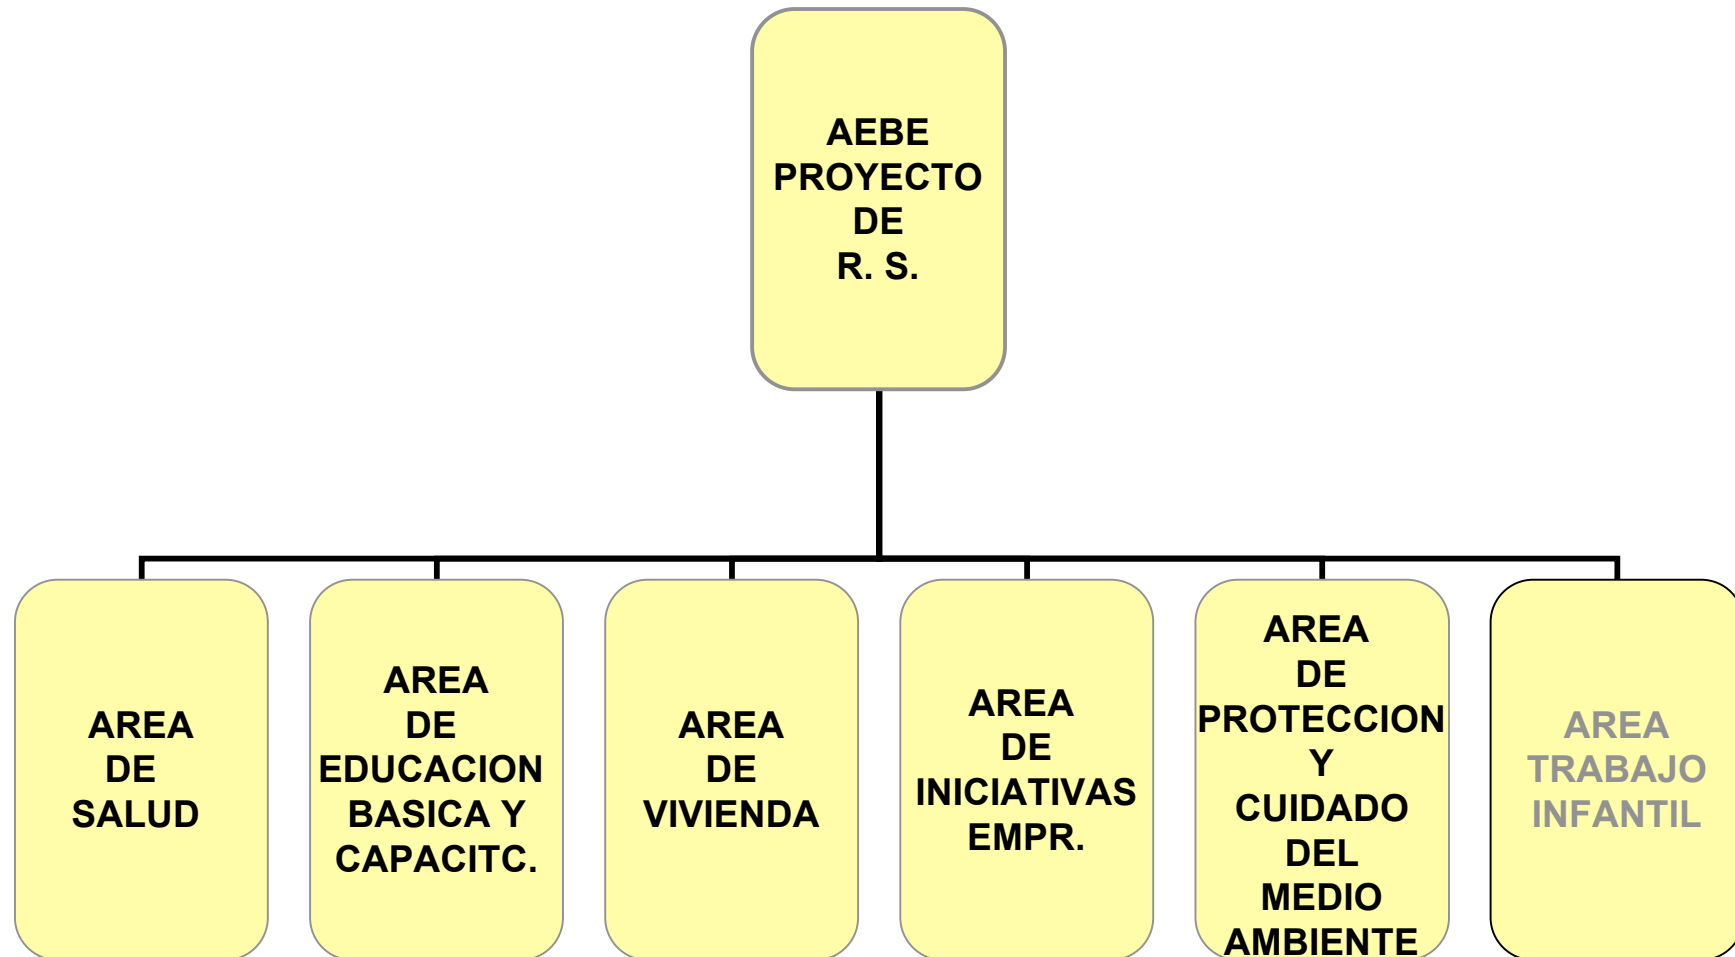 AEBE
PROYECTO
DE
R. S.
AREA
DE
SALUD
AREA
DE
EDUCACION
BASICA Y
CAPACITC.
AREA
DE
VIVIENDA
AREA
DE
INICIATIVAS
EMPR.
AREA
DE
PROTECCION
Y
CUIDADO
DEL
MEDIO
AMBIENTE
AREA
TRABAJO
INFANTIL